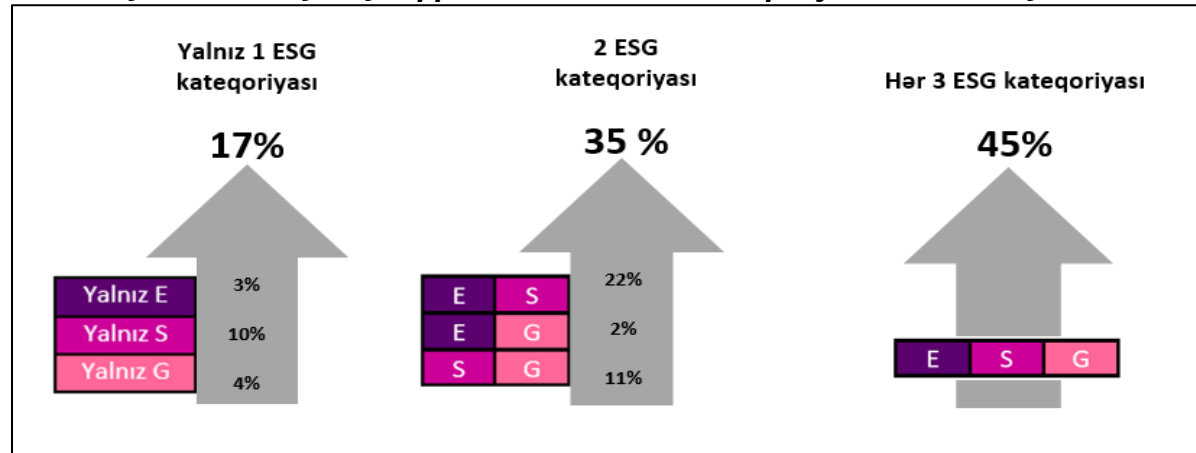 Yalnız 1 ESG
kateqoriyası
17%
Yalnız E 3%
Yalnız S 10%
Yalnız G 4%
2 ESG
kateqoriyası
35 %
E S 22%
E G 2%
S G 11%
Hər 3 ESG kateqoriyası
45%
E S G